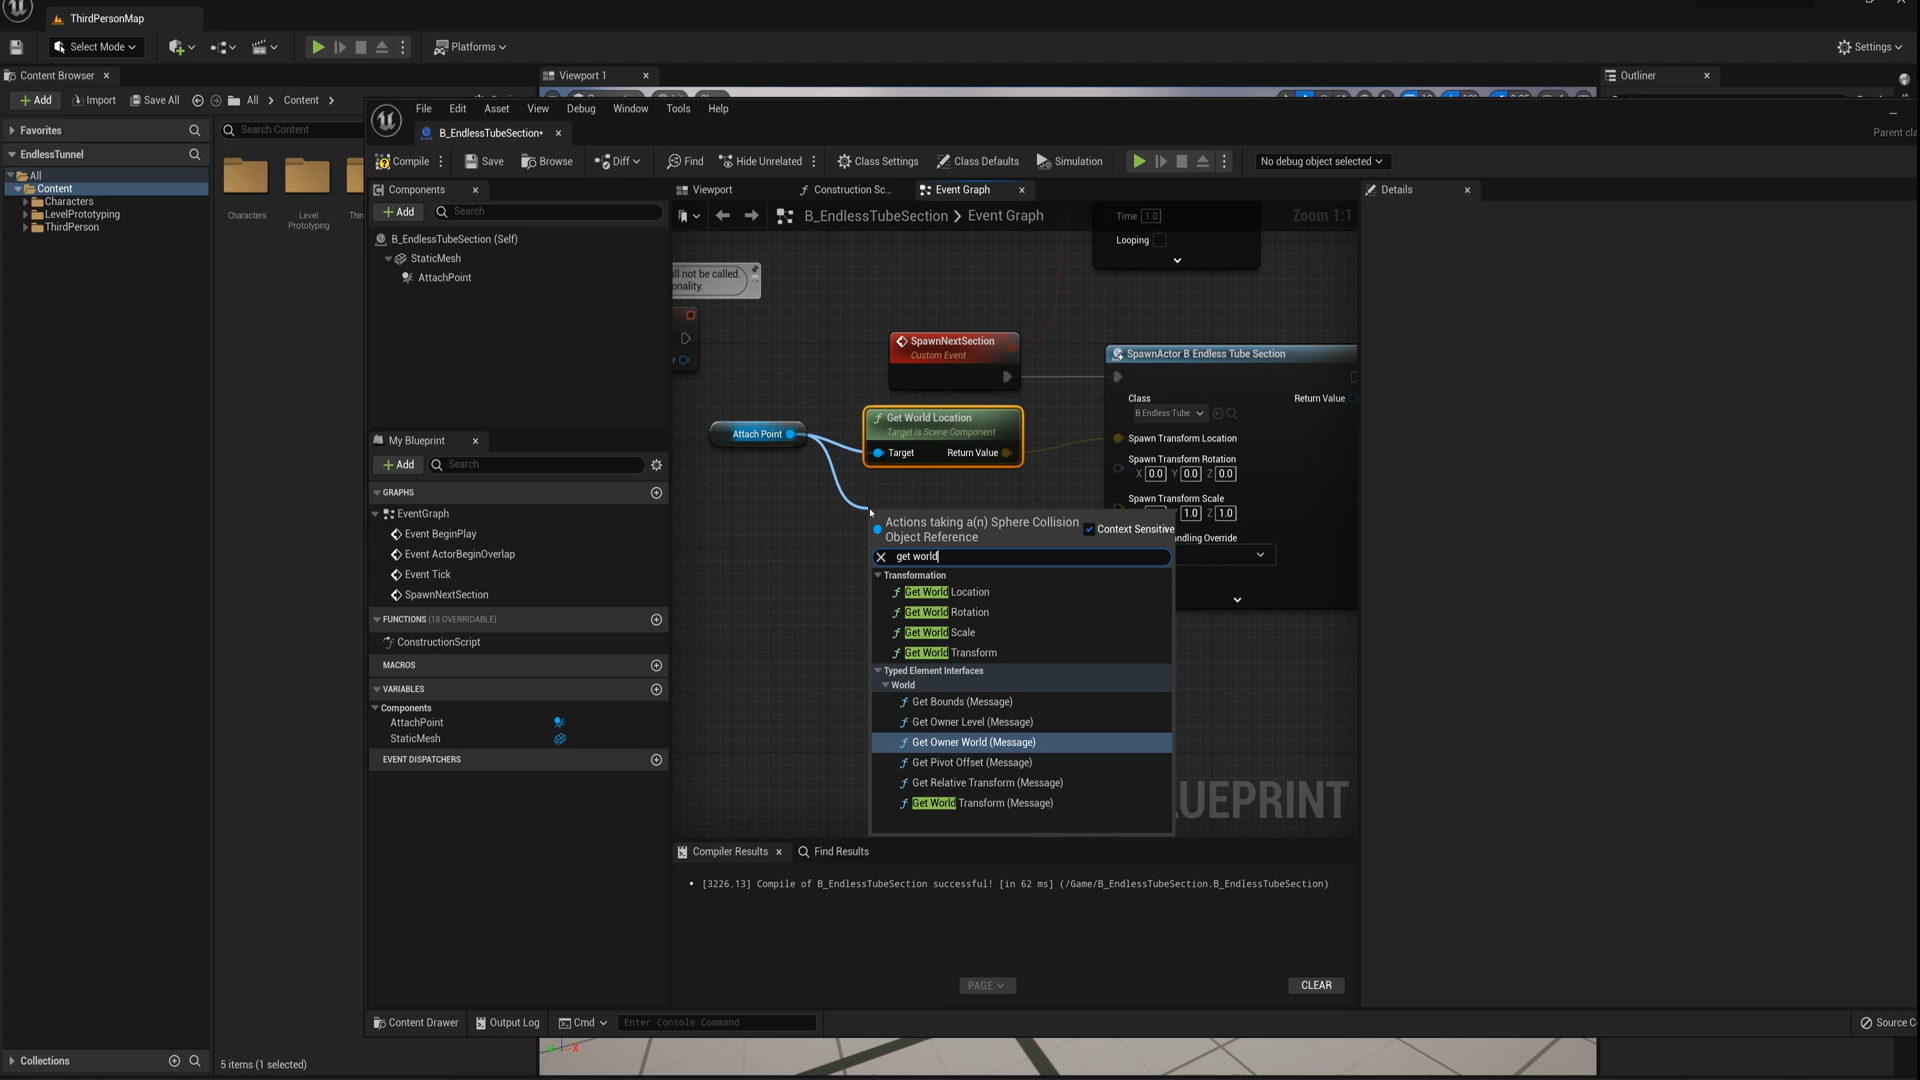 ThirdPersonMap
Select Mode
Platforms
Settings
Content Browser
Viewport 1
Outliner
Add
Import
Save All
All
Content
File
Edit
Asset
View
Debug
Window
Tools
Help
Favorites
Search Content
B_EndlessTubeSection*
Parent cla
EndlessTunnel
Compile
Save
Browse
Diff
Find
Hide Unrelated
Class Settings
Class Defaults
Simulation
No debug object selected
All
Content
Characters
LevelPrototyping
ThirdPerson
Characters
Level
Prototyping
Components
Viewport
Construction Sc...
Event Graph
Details
Add
Search
B_EndlessTubeSection
Event Graph
Zoom 1:1
B_EndlessTubeSection (Self)
StaticMesh
AttachPoint
Time 1.0
Looping
ill not be called.
onality.
SpawnNextSection
Custom Event
SpawnActor B Endless Tube Section
Class
B Endless Tube
Return Value
Get World Location
Target is Scene Component
Target
Return Value
Attach Point
Spawn Transform Location
Spawn Transform Rotation
X 0.0 Y 0.0 Z 0.0
Spawn Transform Scale
1.0 Z 1.0
ndling Override
Actions taking a(n) Sphere Collision
Object Reference
Context Sensitive
get world
Transformation
Get World Location
Get World Rotation
Get World Scale
Get World Transform
Typed Element Interfaces
World
Get Bounds (Message)
Get Owner Level (Message)
Get Owner World (Message)
Get Pivot Offset (Message)
Get Relative Transform (Message)
Get World Transform (Message)
UEPRINT
My Blueprint
Add
Search
GRAPHS
EventGraph
Event BeginPlay
Event ActorBeginOverlap
Event Tick
SpawnNextSection
FUNCTIONS (18 OVERRIDABLE)
ConstructionScript
MACROS
VARIABLES
Components
AttachPoint
StaticMesh
EVENT DISPATCHERS
Compiler Results
Find Results
[3226.13] Compile of B_EndlessTubeSection successful! [in 62 ms] (/Game/B_EndlessTubeSection.B_EndlessTubeSection)
PAGE
CLEAR
Content Drawer
Output Log
Cmd
Enter Console Command
Source C
Collections
5 items (1 selected)
X